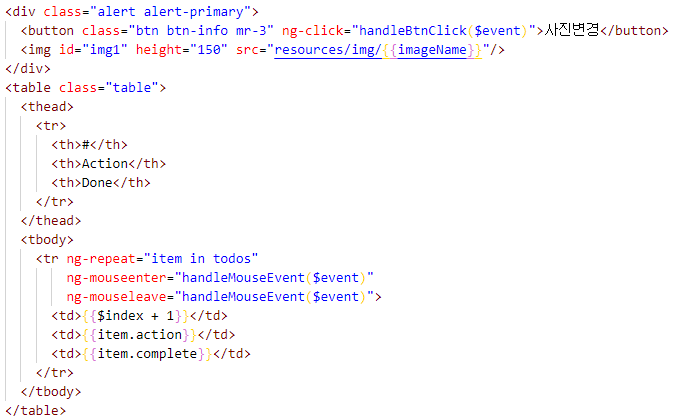 <div class="alert alert-primary">
  <button class="btn btn-info mr-3" ng-click="handleBtnClick($event)">사진변경</button>
  <img id="img1" height="150" src="resources/img/{{imageName}}"/>
</div>
<table class="table">
  <thead>
    <tr>
      <th>#</th>
      <th>Action</th>
      <th>Done</th>
    </tr>
  </thead>
  <tbody>
    <tr ng-repeat="item in todos"
        ng-mouseenter="handleMouseEvent($event)"
        ng-mouseleave="handleMouseEvent($event)">
      <td>{{$index + 1}}</td>
      <td>{{item.action}}</td>
      <td>{{item.complete}}</td>
    </tr>
  </tbody>
</table>